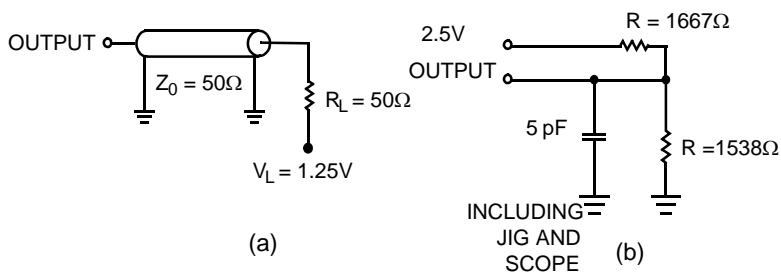 OUTPUT
Z0 = 50Ω
RL = 50Ω
VL = 1.25V
(a)
R = 1667Ω
2.5V
OUTPUT
5 pF
R =1538Ω
INCLUDING
JIG AND
SCOPE
(b)